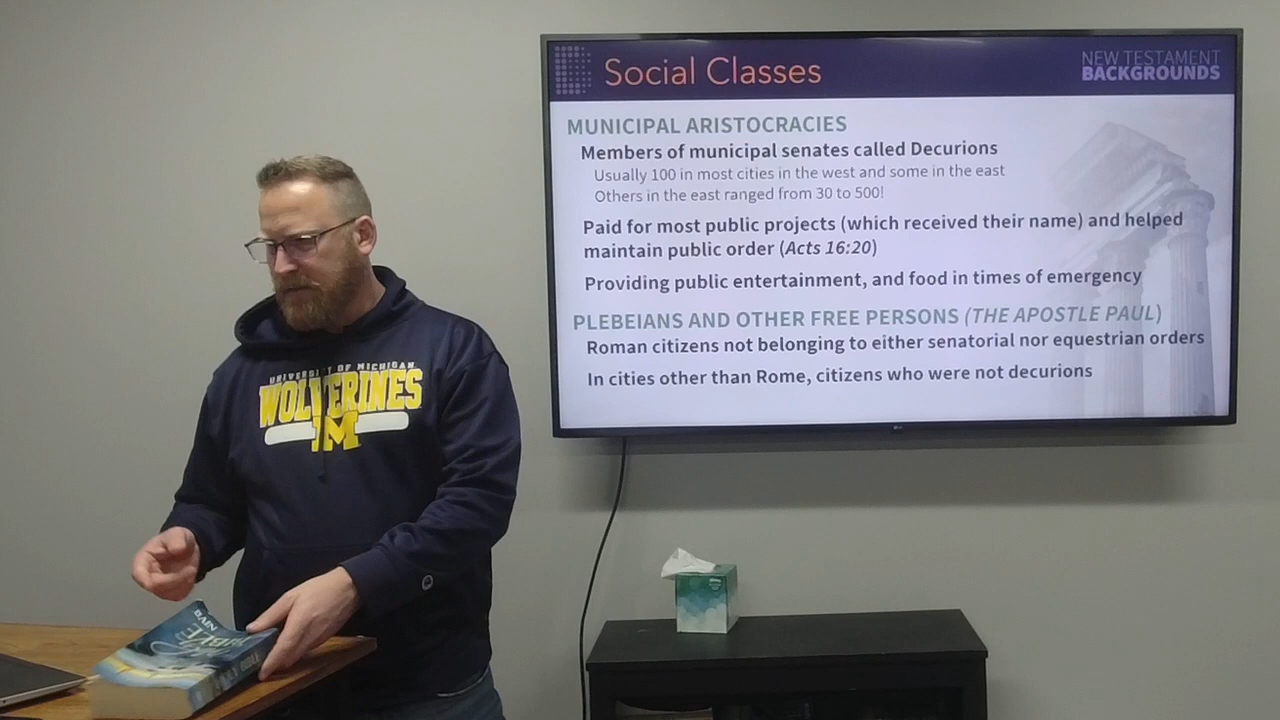 Social Classes
NEW TESTAMENT
BACKGROUNDS
MUNICIPAL ARISTOCRACIES
Members of municipal senates called Decurions
Usually 100 in most cities in the west and some in the east
Others in the east ranged from 30 to 500!
Paid for most public projects (which received their name) and helped
maintain public order (Acts 16:20)
Providing public entertainment, and food in times of emergency
PLEBEIANS AND OTHER FREE PERSONS (THE APOSTLE PAUL)
Roman citizens not belonging to either senatorial nor equestrian orders
In cities other than Rome, citizens who were not decurions
UNIVERSITY OF MICHIGAN
WOLVERINES
M
LG
BIBLE